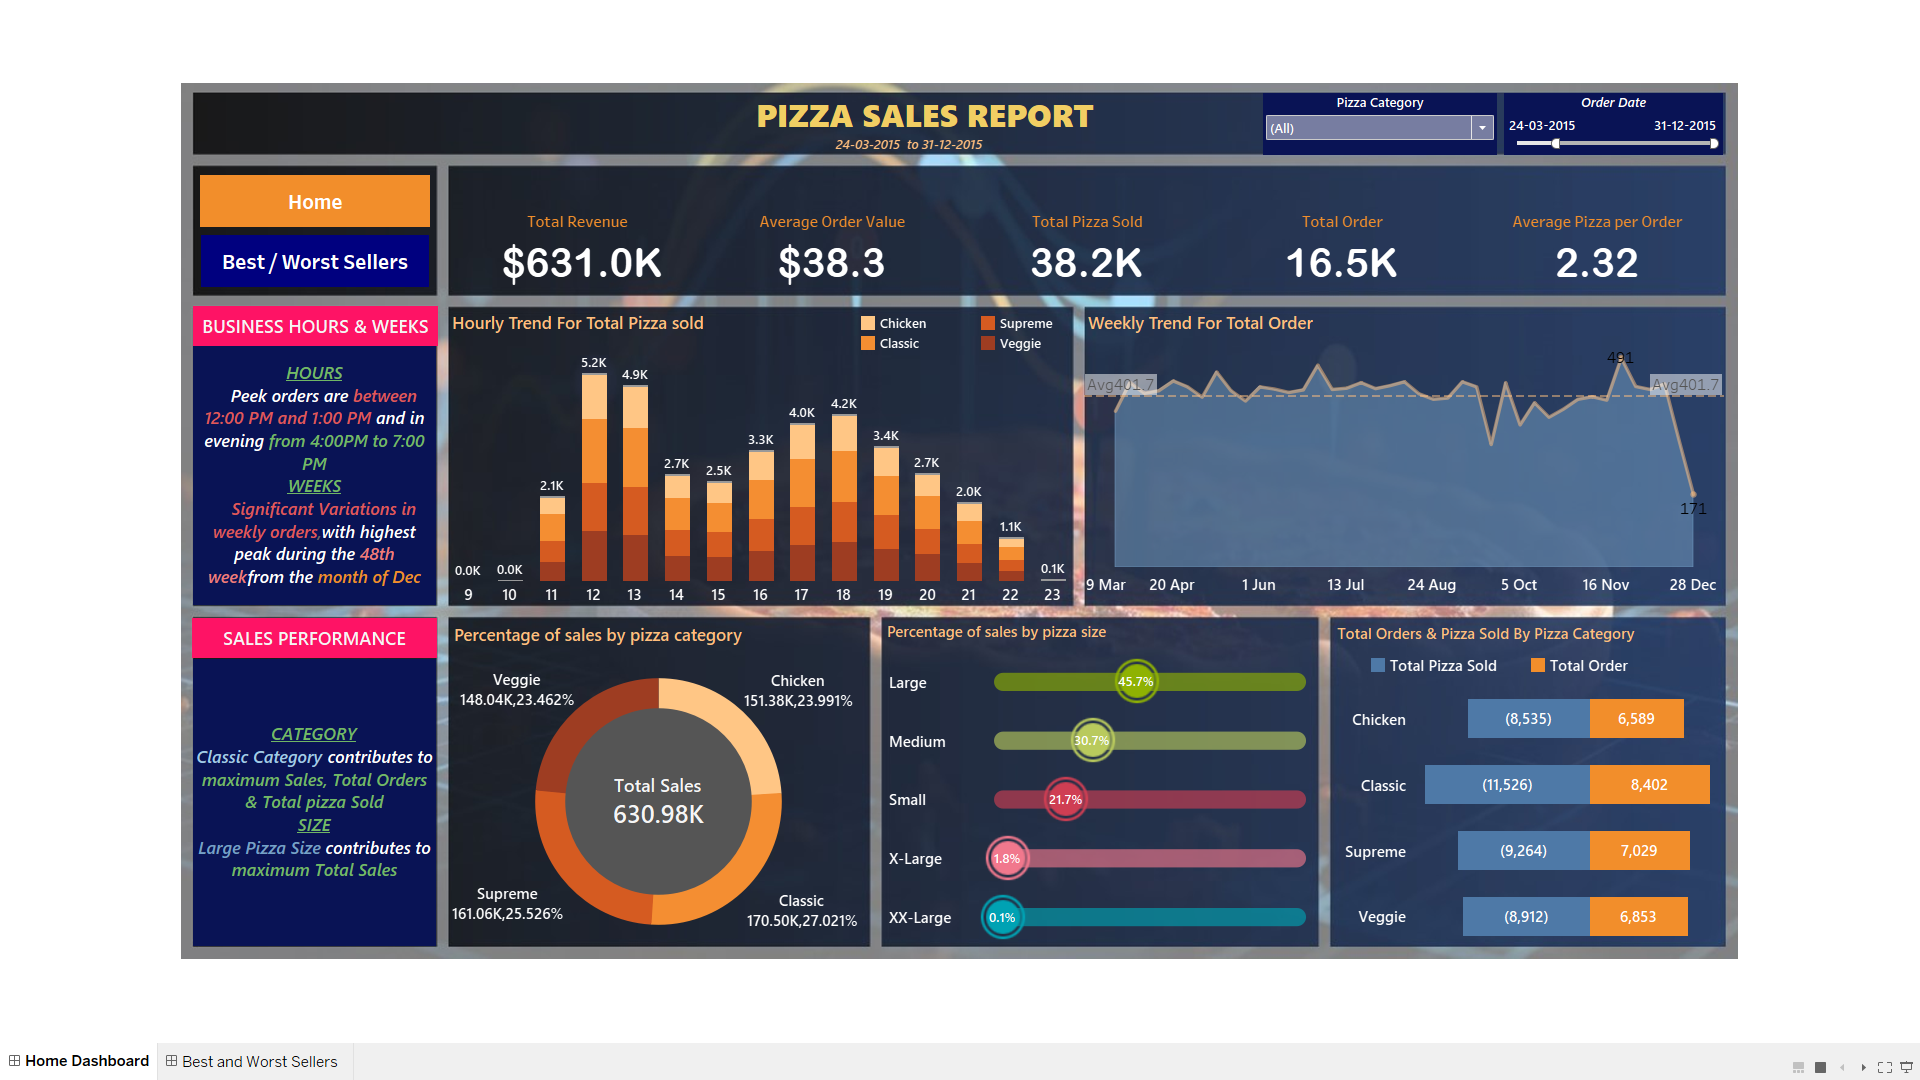 PIZZA SALES REPORT
24-03-2015 to 31-12-2015
Pizza Category
(All)
Order Date
24-03-2015 31-12-2015
Home
Best / Worst Sellers
Total Revenue
$631.0K
Average Order Value
$38.3
Total Pizza Sold
38.2K
Total Order
16.5K
Average Pizza per Order
2.32
BUSINESS HOURS & WEEKS
HOURS
Peek orders are between
12:00 PM and 1:00 PM and in
evening from 4:00PM to 7:00
PM
WEEKS
Significant Variations in
weekly orders,with highest
peak during the 48th
weekfrom the month of Dec
Hourly Trend For Total Pizza sold
Chicken Supreme
Classic Veggie
0.0K 0.0K 2.1K 5.2K 4.9K 2.7K 2.5K 3.3K 4.0K 4.2K 3.4K 2.7K 2.0K 1.1K 0.1K
9 10 11 12 13 14 15 16 17 18 19 20 21 22 23
Weekly Trend For Total Order
491
Avg401.7 Avg401.7
171
9 Mar 20 Apr 1 Jun 13 Jul 24 Aug 5 Oct 16 Nov 28 Dec
SALES PERFORMANCE
CATEGORY
Classic Category contributes to
maximum Sales, Total Orders
& Total pizza Sold
SIZE
Large Pizza Size contributes to
maximum Total Sales
Percentage of sales by pizza category
Veggie
148.04K,23.462%
Chicken
151.38K,23.991%
Total Sales
630.98K
Supreme
161.06K,25.526%
Classic
170.50K,27.021%
Percentage of sales by pizza size
Large 45.7%
Medium 30.7%
Small 21.7%
X-Large 1.8%
XX-Large 0.1%
Total Orders & Pizza Sold By Pizza Category
Total Pizza Sold Total Order
Chicken (8,535) 6,589
Classic (11,526) 8,402
Supreme (9,264) 7,029
Veggie (8,912) 6,853
Home Dashboard Best and Worst Sellers